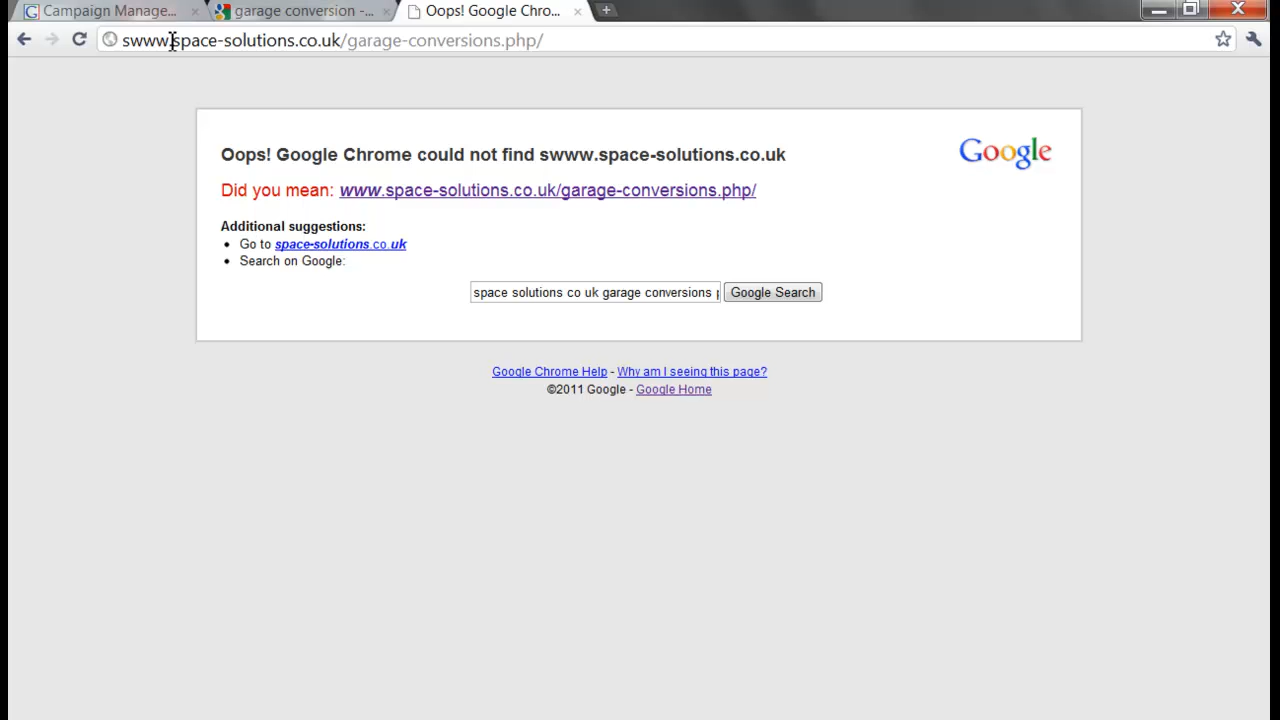 Campaign Manage...
garage conversion -...
Oops! Google Chro...
swww.space-solutions.co.uk/garage-conversions.php/
Oops! Google Chrome could not find swww.space-solutions.co.uk
Google
Did you mean: www.space-solutions.co.uk/garage-conversions.php/
Additional suggestions:
Go to space-solutions.co.uk
Search on Google:
space solutions co uk garage conversions p
Google Search
Google Chrome Help - Why am I seeing this page?
©2011 Google - Google Home